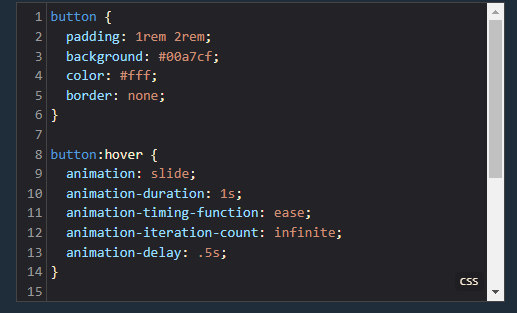 1 button {
2   padding: 1rem 2rem;
3   background: #00a7cf;
4   color: #fff;
5   border: none;
6 }
7
8 button:hover {
9   animation: slide;
10   animation-duration: 1s;
11   animation-timing-function: ease;
12   animation-iteration-count: infinite;
13   animation-delay: .5s;
14 }
15
CSS